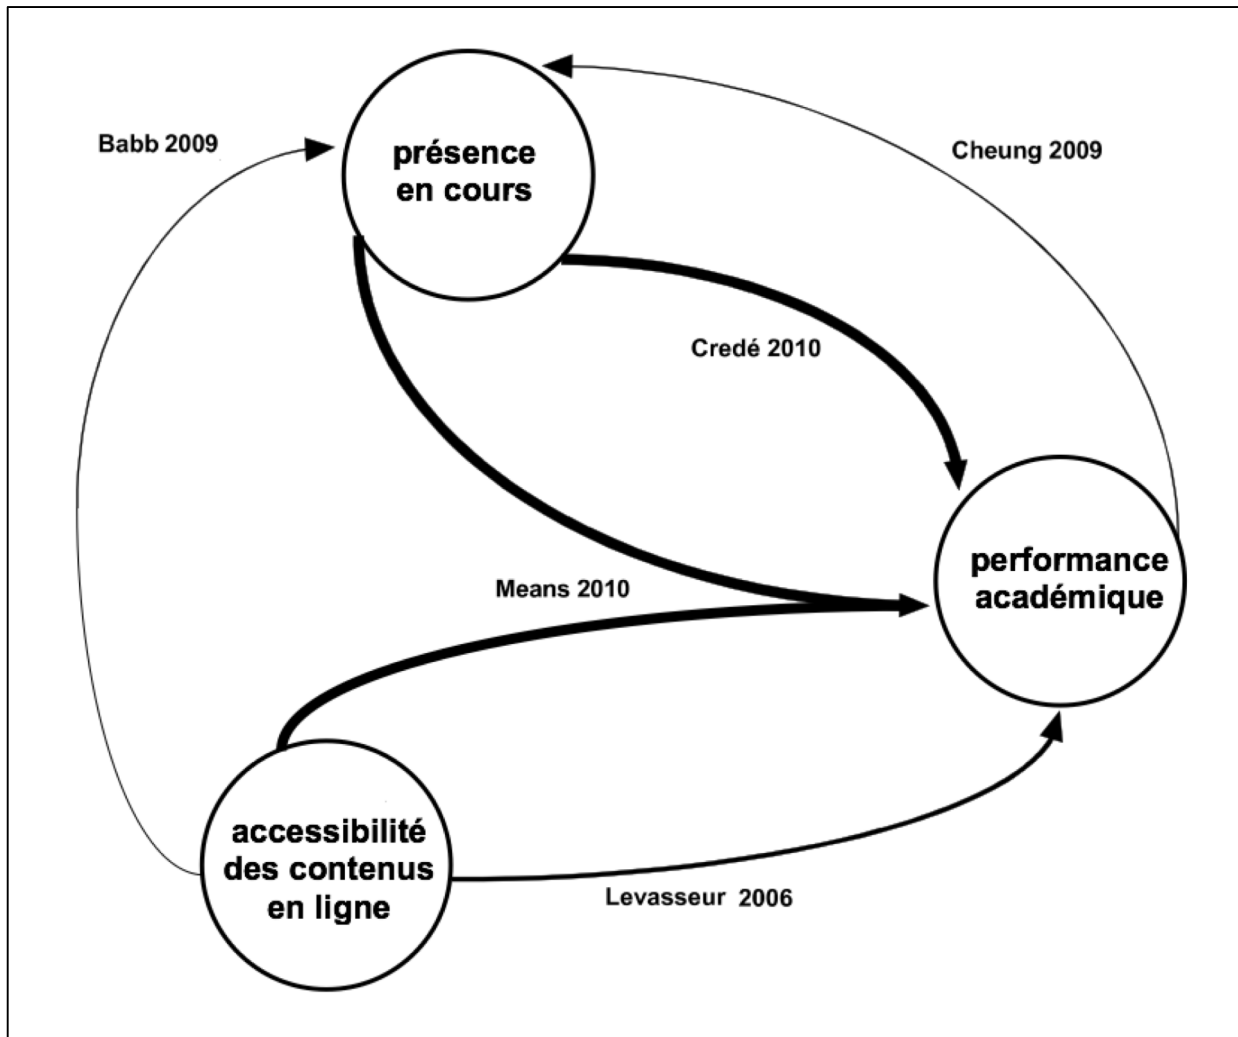 Babb 2009
présence
en cours
Cheung 2009
Credé 2010
performance
académique
Means 2010
accessibilité
des contenus
en ligne
Levasseur 2006